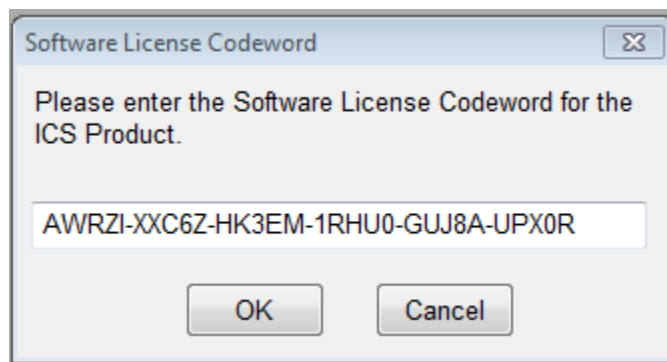 Software License Codeword
Please enter the Software License Codeword for the
ICS Product.
AWRZI-XXC6Z-HK3EM-1RHU0-GUJ8A-UPX0R
OK
Cancel